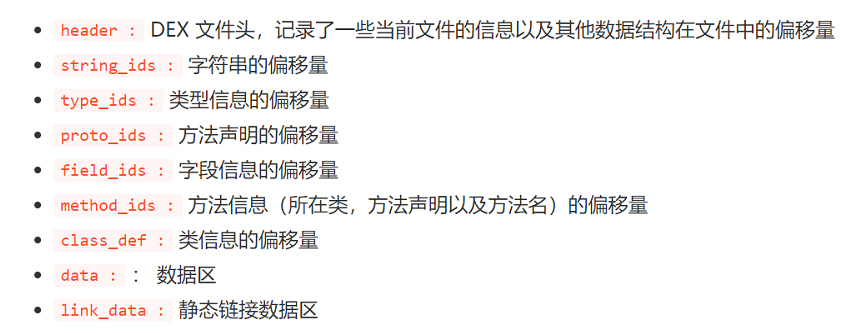 header : DEX 文件头，记录了一些当前文件的信息以及其他数据结构在文件中的偏移量
string_ids : 字符串的偏移量
type_ids : 类型信息的偏移量
proto_ids : 方法声明的偏移量
field_ids : 字段信息的偏移量
method_ids : 方法信息（所在类，方法声明以及方法名）的偏移量
class_def : 类信息的偏移量
data : ： 数据区
link_data : 静态链接数据区